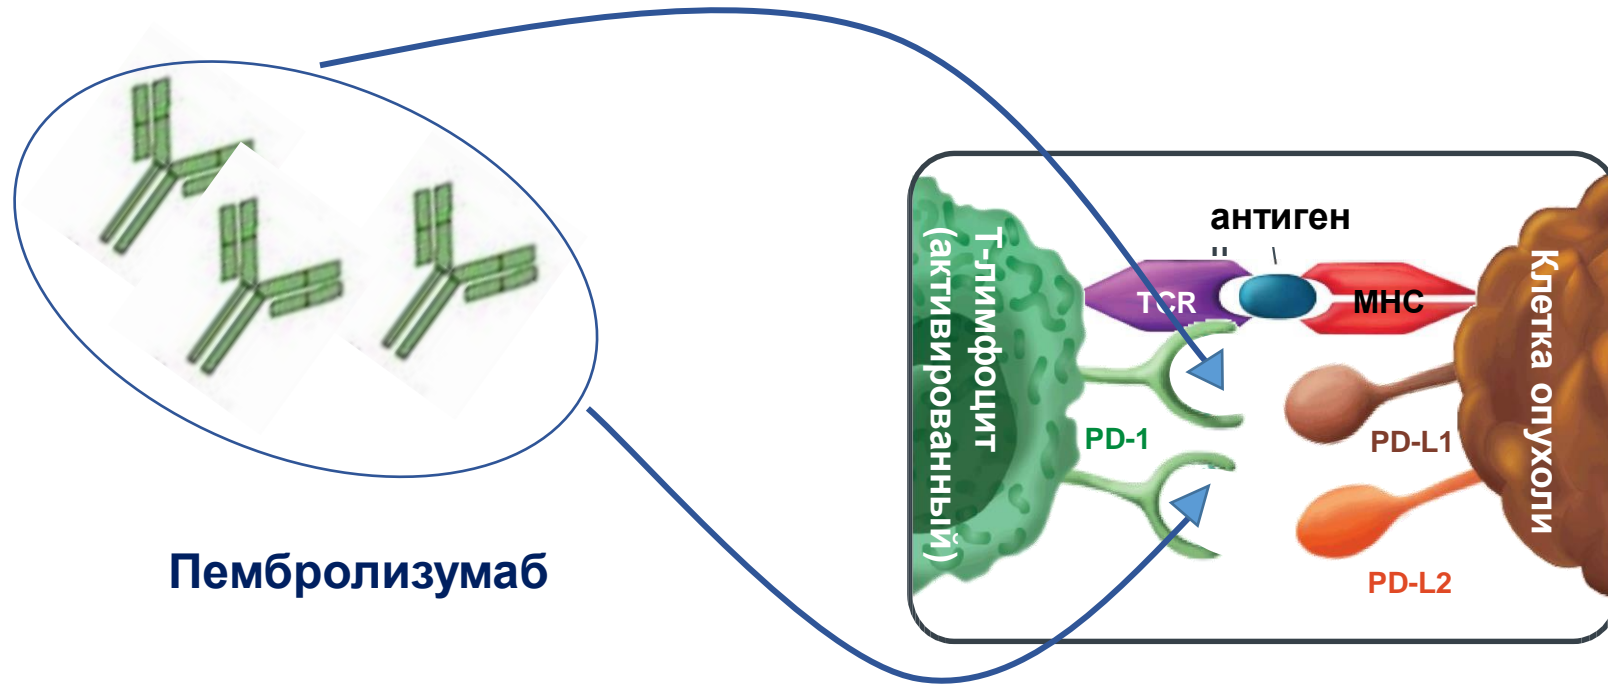 Пембролизумаб
Т-лимфоцит
(активированный)
антиген
TCR
MHC
PD-1
PD-L1
PD-L2
Клетка опухоли